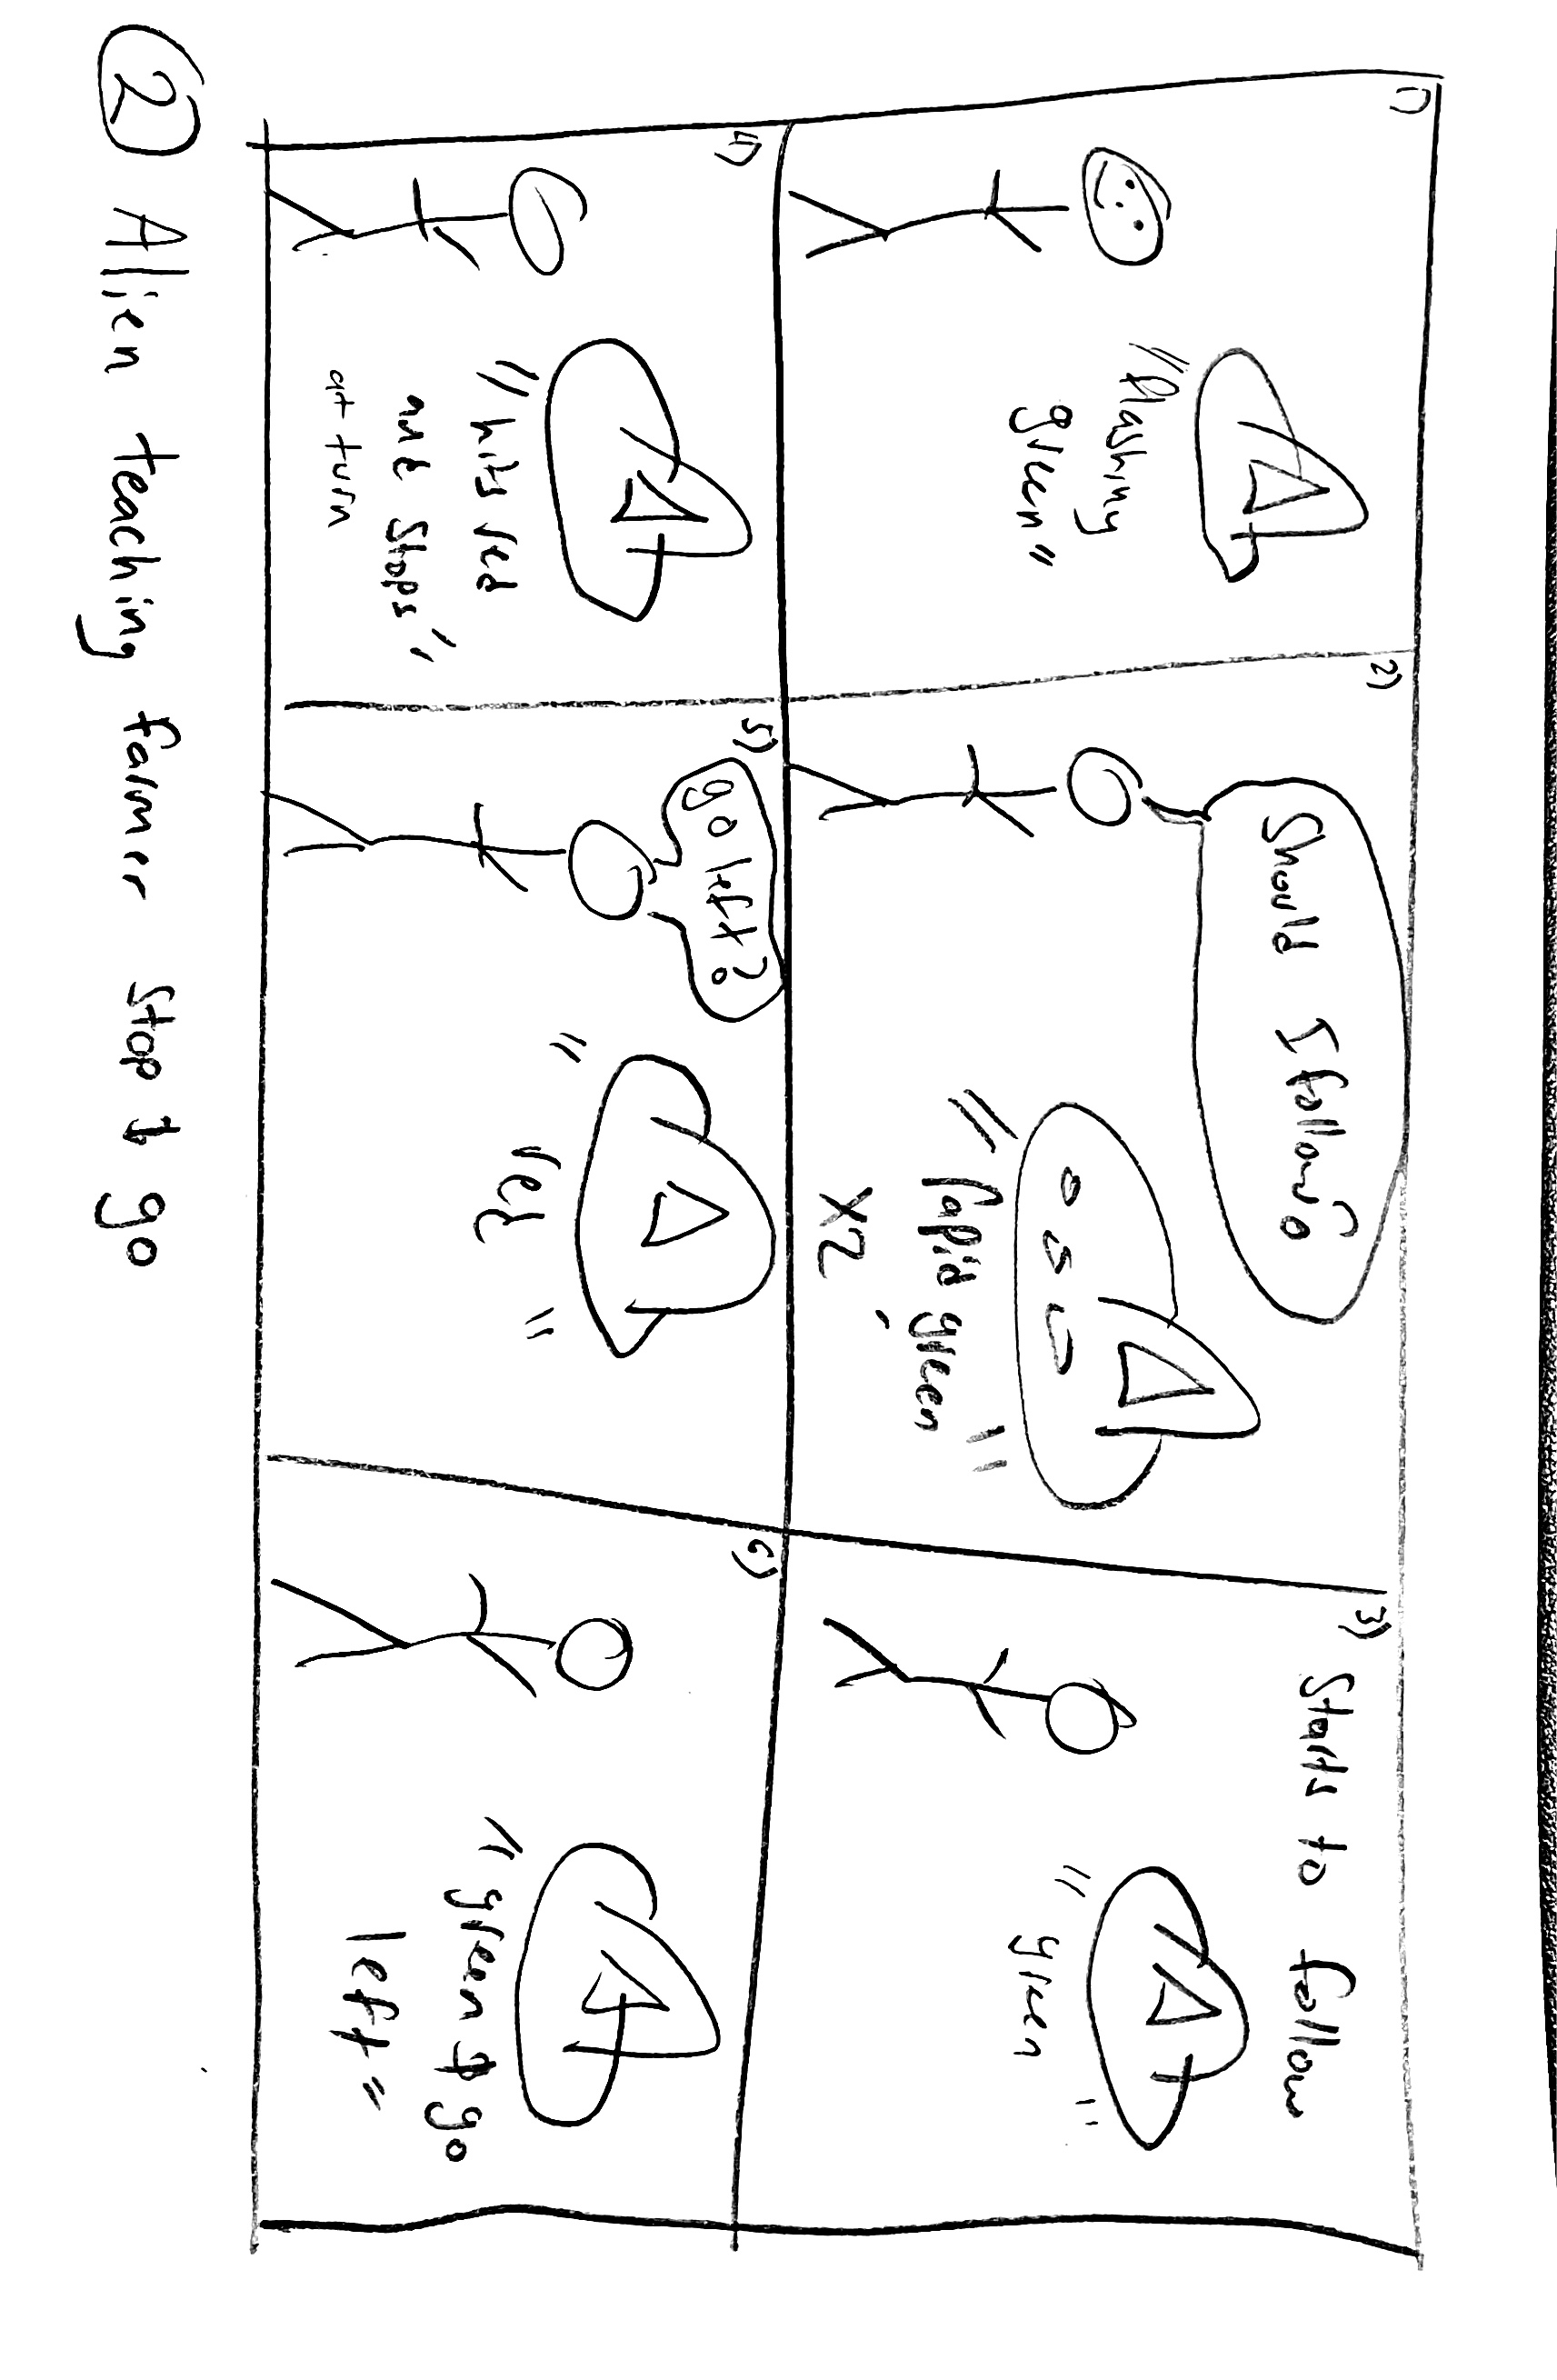 1)
"flashing
green"
2)
Should I follow?
"rapid green"
x2
3) Starts to follow
"green"
4)
"hits red
and stops"
at turn
5)
go left?
"red"
6)
"green & go
left"
② Alien teaching farmer stop & go